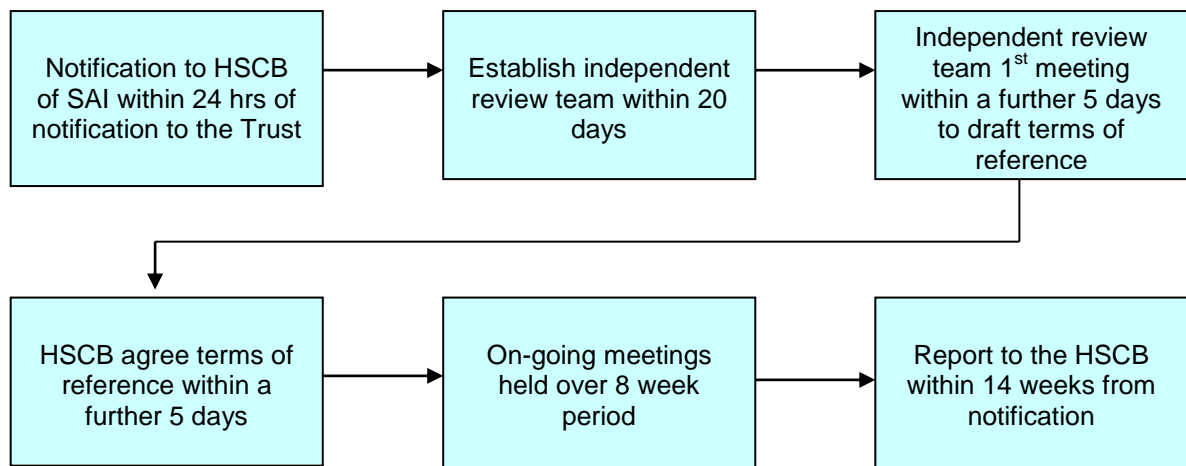 Notification to HSCB
of SAI within 24 hrs of
notification to the Trust
Establish independent
review team within 20
days
Independent review
team 1st meeting
within a further 5 days
to draft terms of
reference
HSCB agree terms of
reference within a
further 5 days
On-going meetings
held over 8 week
period
Report to the HSCB
within 14 weeks from
notification